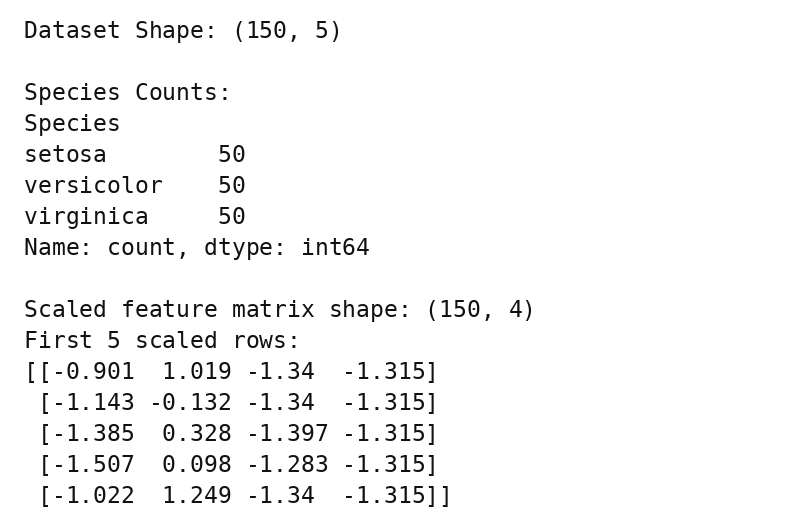 Dataset Shape: (150, 5)

Species Counts:
Species
setosa        50
versicolor    50
virginica     50
Name: count, dtype: int64

Scaled feature matrix shape: (150, 4)
First 5 scaled rows:
[[-0.901  1.019 -1.34  -1.315]
 [-1.143 -0.132 -1.34  -1.315]
 [-1.385  0.328 -1.397 -1.315]
 [-1.507  0.098 -1.283 -1.315]
 [-1.022  1.249 -1.34  -1.315]]